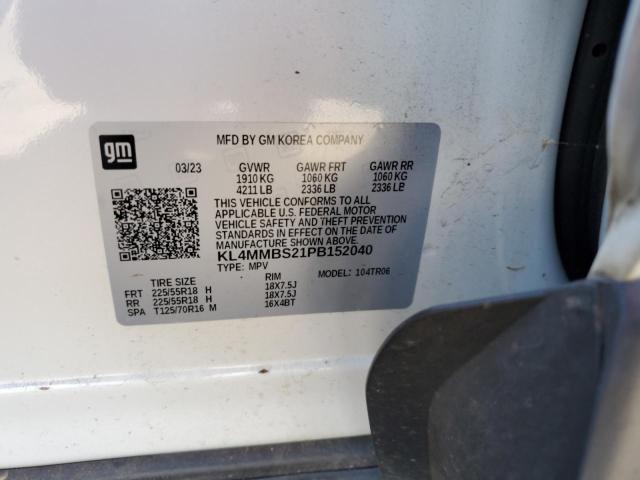 gm
MFD BY GM KOREA COMPANY
03/23 GVWR GAWR FRT GAWR RR
1910 KG 1060 KG 1060 KG
4211 LB 2336 LB 2336 LB
THIS VEHICLE CONFORMS TO ALL
APPLICABLE U.S. FEDERAL MOTOR
VEHICLE SAFETY AND THEFT PREVENTION
STANDARDS IN EFFECT ON THE DATE OF
MANUFACTURE SHOWN ABOVE.
KL4MMBS21PB152040
TYPE: MPV MODEL: 104TR06
TIRE SIZE RIM
FRT 225/55R18 H 18X7.5J
RR 225/55R18 H 18X7.5J
SPA T125/70R16 M 16X4BT